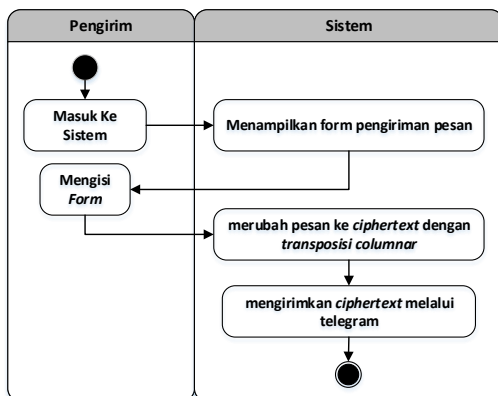 Pengirim
Sistem
Masuk Ke
Sistem
Menampilkan form pengiriman pesan
Mengisi
Form
merubah pesan ke ciphertext dengan
transposisi columnar
mengirimkan ciphertext melalui
telegram